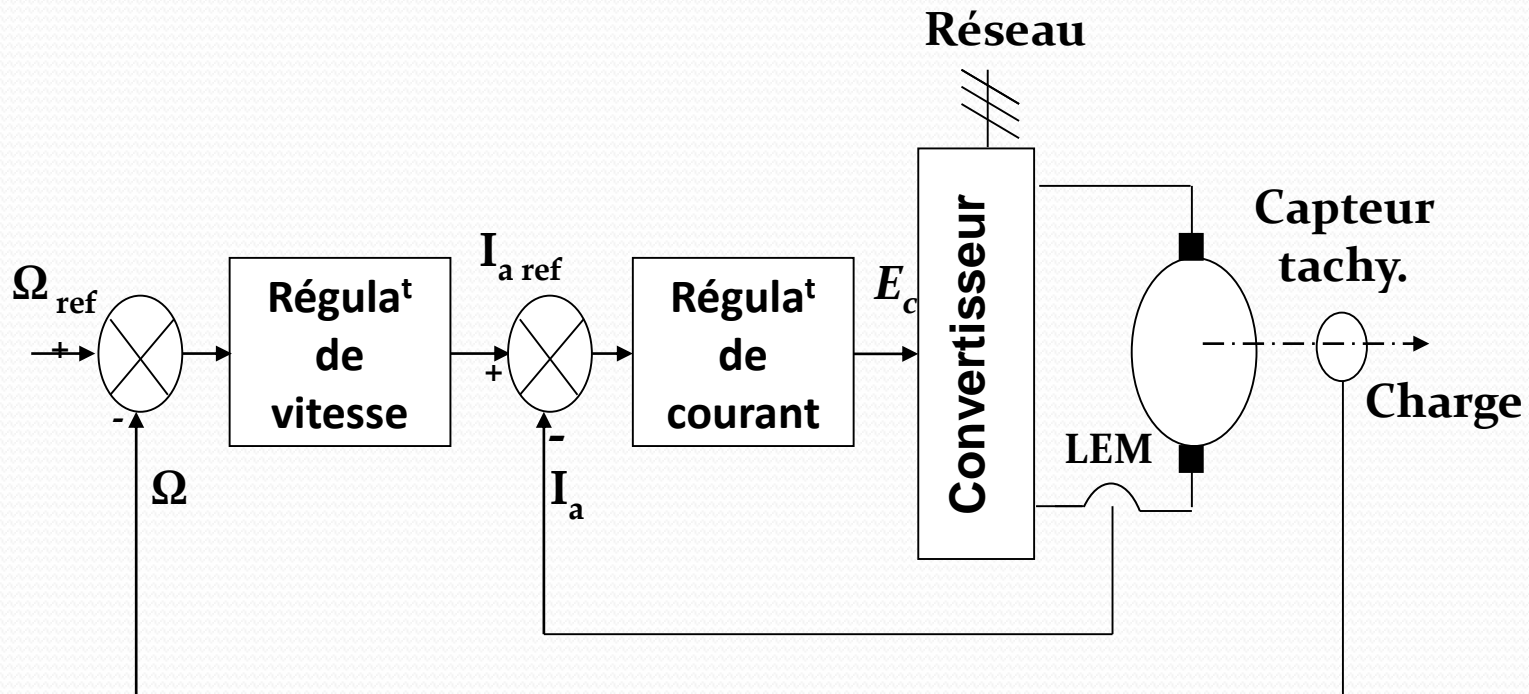 Réseau
Capteur
tachy.
Charge
Ω ref
+
-
Ω
Régulaᵗ
de
vitesse
I a ref
+
-
I a
Régulaᵗ
de
courant
E c
Convertisseur
LEM